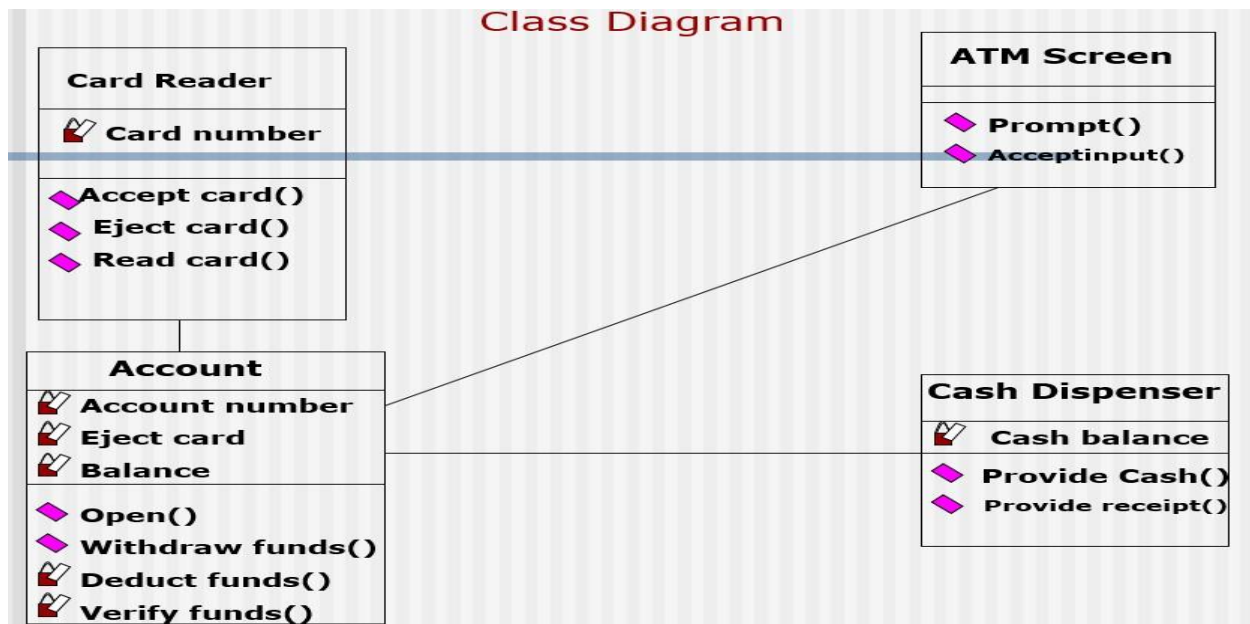 Class Diagram
Card Reader
Card number
Accept card()
Eject card()
Read card()
ATM Screen
Prompt()
Acceptinput()
Account
Account number
Eject card
Balance
Open()
Withdraw funds()
Deduct funds()
Verify funds()
Cash Dispenser
Cash balance
Provide Cash()
Provide receipt()